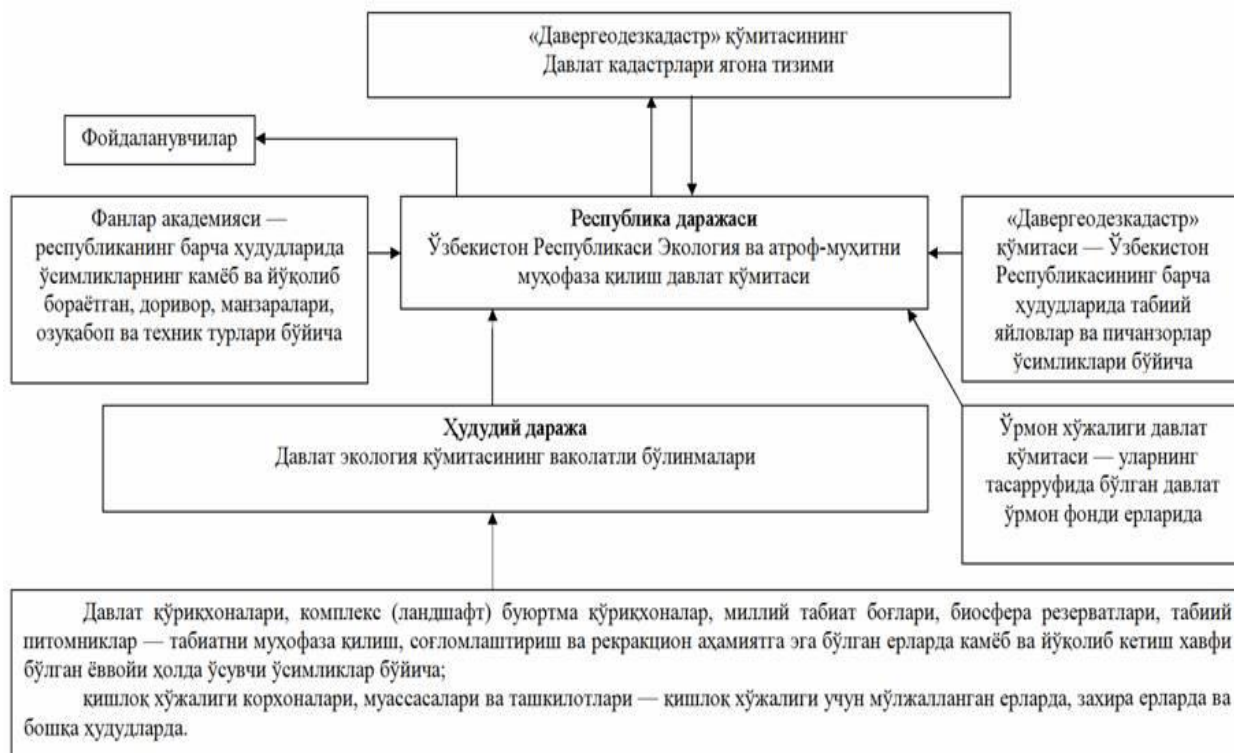 «Давергеодезкадастр» қўмитасининг
Давлат кадастрлари ягона тизими
Фойдаланувчилар
Фанлар академияси —
республиканинг барча ҳудудларида
ўсимликларнинг камёб ва йўқолиб
бораётган, доривор, манзаралари,
озуқабоп ва техник турлари бўйича
Республика даражаси
Ўзбекистон Республикаси Экология ва атроф-муҳитни
муҳофаза қилиш давлат қўмитаси
«Давергеодезкадастр»
қўмитаси — Ўзбекистон
Республикасининг барча
ҳудудларида табиий
яйловлар ва пичанзорлар
ўсимликлари бўйича
Ҳудудий даража
Давлат экология қўмитасининг ваколатли бўлинмалари
Ўрмон хўжалиги давлат
қўмитаси — уларнинг
тасарруфида бўлган давлат
ўрмон фонди ерларида
Давлат қўриқхоналари, комплекс (ландшафт) буюртма қўриқхоналар, миллий табиат боғлари, биосфера резерватлари, табиий
питомниклар — табиатни муҳофаза қилиш, соғломлаштириш ва рекракцион аҳамиятга эга бўлган ерларда камёб ва йўқолиб кетиш хавфи
бўлган ёввойи ҳолда ўсувчи ўсимликлар бўйича;
қишлоқ хўжалиги корхоналари, муассасалари ва ташкилотлари — қишлоқ хўжалиги учун мўлжалланган ерларда, захира ерларда ва
бошқа ҳудудларда.